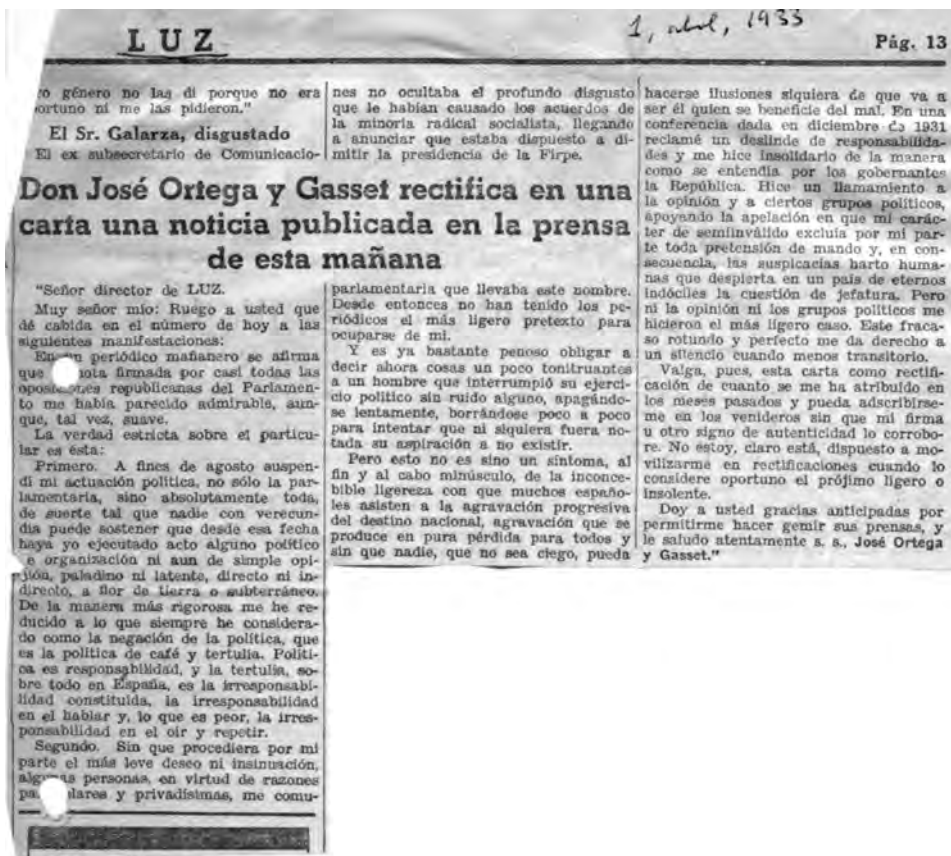 LUZ
1, abril, 1933
Pág. 13
género no las di porque no era
ni me las pidieron."
El Sr. Galarza, disgustado
El ex subsecretario de Comunicacio-
nes no ocultaba el profundo disgusto
que le habían causado los acuerdos de
la minoría radical socialista, llegando
a anunciar que estaba dispuesto a di-
mitir la presidencia de la Firpe.
Don José Ortega y Gasset rectifica en una
carta una noticia publicada en la prensa
de esta mañana
"Señor director de LUZ.
Muy señor mío: Ruego a usted que
dé cabida en el número de hoy a las
siguientes manifestaciones:
En un periódico mañanero se afirma
que nota firmada por casi todas las
oposiciones republicanas del Parlamen-
to me había parecido admirable, aun-
que, tal vez, suave.
La verdad estricta sobre el particu-
lar es ésta:
Primero. A fines de agosto suspen-
dí mi actuación política, no sólo la par-
lamentaria, sino absolutamente toda,
de suerte tal que nadie con verecun-
dia puede sostener que desde esa fecha
haya yo ejecutado acto alguno político
e organización ni aun de simple opi-
nión, paladino ni latente, directo ni in-
directo, a flor de tierra o subterráneo.
De la manera más rigorosa me he re-
ducido a lo que siempre he considera-
do como la negación de la política, que
es la política de café y tertulia. Políti-
ca es responsabilidad, y la tertulia, so-
bre todo en España, es la irresponsabi-
lidad constituída, la irresponsabilidad
en el hablar y, lo que es peor, la irres-
ponsabilidad en el oír y repetir.
Segundo. Sin que procediera por mi
parte el más leve deseo ni insinuación,
algunas personas, en virtud de razones
particulares y privadísimas, me comu-
parlamentaria que llevaba este nombre.
Desde entonces no han tenido los pe-
riódicos el más ligero pretexto para
ocuparse de mí.
Y es ya bastante penoso obligar a
decir ahora cosas un poco tonitruantes
a un hombre que interrumpió su ejerci-
cio político sin ruido alguno, apagándo-
se lentamente, borrándose poco a poco
para intentar que ni siquiera fuera no-
tada su aspiración a no existir.
Pero esto no es sino un síntoma, al
fin y al cabo minúsculo, de la inconce-
bible ligereza con que muchos españo-
les asisten a la agravación progresiva
del destino nacional, agravación que se
produce en pura pérdida para todos y
sin que nadie, que no sea ciego, pueda
hacerse ilusiones siquiera de que va a
ser él quien se beneficie del mal. En una
conferencia dada en diciembre de 1931
reclamé un deslinde de responsabilida-
des y me hice insolidario de la manera
como se entendía por los gobernantes
la República. Hice un llamamiento a
la opinión y a ciertos grupos políticos,
apoyando la apelación en que mi carác-
ter de semiinválido excluía por mi par-
te toda pretensión de mando y, en con-
secuencia, las suspicacias harto huma-
nas que despierta en un país de eternos
indóciles la cuestión de jefatura. Pero
ni la opinión ni los grupos políticos me
hicieron el más ligero caso. Este fraca-
so rotundo y perfecto me da derecho a
un silencio cuando menos transitorio.
Valga, pues, esta carta como rectifi-
cación de cuanto se me ha atribuído en
los meses pasados y pueda adscribirse-
me en los venideros sin que mi firma
u otro signo de autenticidad lo corrobo-
re. No estoy, claro está, dispuesto a mo-
vilizarme en rectificaciones cuando lo
considere oportuno el prójimo ligero o
insolente.
Doy a usted gracias anticipadas por
permitirme hacer gemir sus prensas, y
le saludo atentamente s. s., José Ortega
y Gasset."